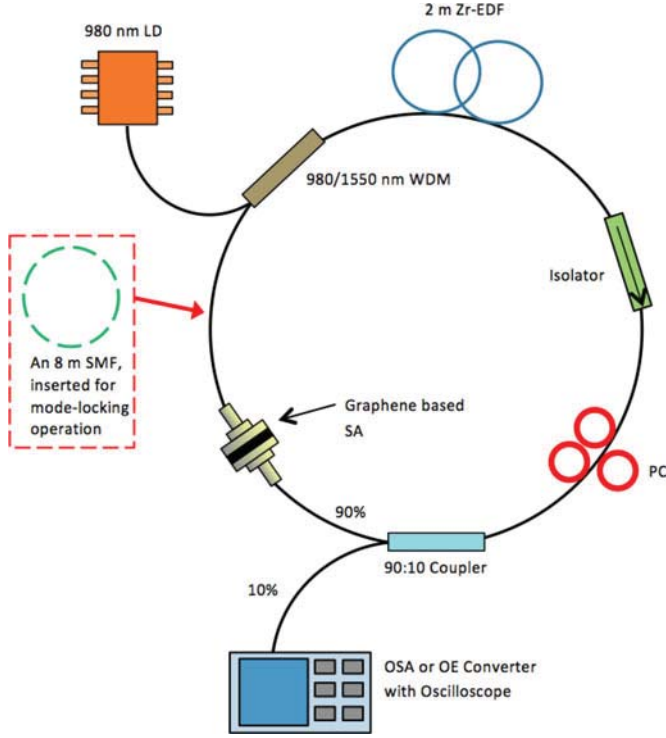 980 nm LD
2 m Zr-EDF
980/1550 nm WDM
Isolator
An 8 m SMF,
inserted for
mode-locking
operation
Graphene based
SA
PC
90%
90:10 Coupler
10%
OSA or OE Converter
with Oscilloscope